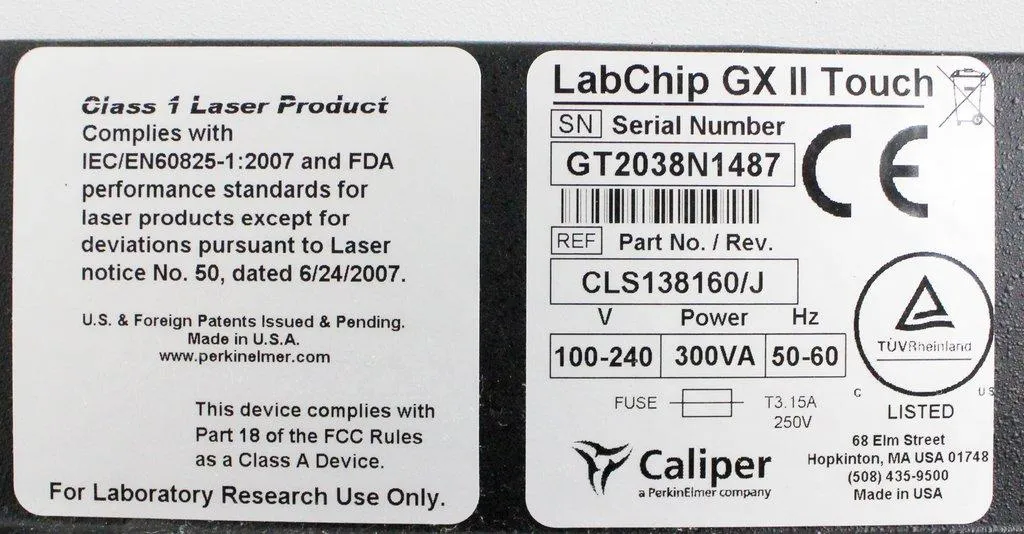 Class 1 Laser Product
Complies with
IEC/EN60825-1:2007 and FDA
performance standards for
laser products except for
deviations pursuant to Laser
notice No. 50, dated 6/24/2007.
U.S. & Foreign Patents Issued & Pending.
Made in U.S.A.
www.perkinelmer.com
This device complies with
Part 18 of the FCC Rules
as a Class A Device.
For Laboratory Research Use Only.
LabChip GX II Touch
SN Serial Number
GT2038N1487
CE
REF Part No. / Rev.
CLS138160/J
V Power Hz
100-240 300VA 50-60
TÜVRheinland
C US
LISTED
FUSE T3.15A
250V
Caliper
a PerkinElmer company
68 Elm Street
Hopkinton, MA USA 01748
(508) 435-9500
Made in USA